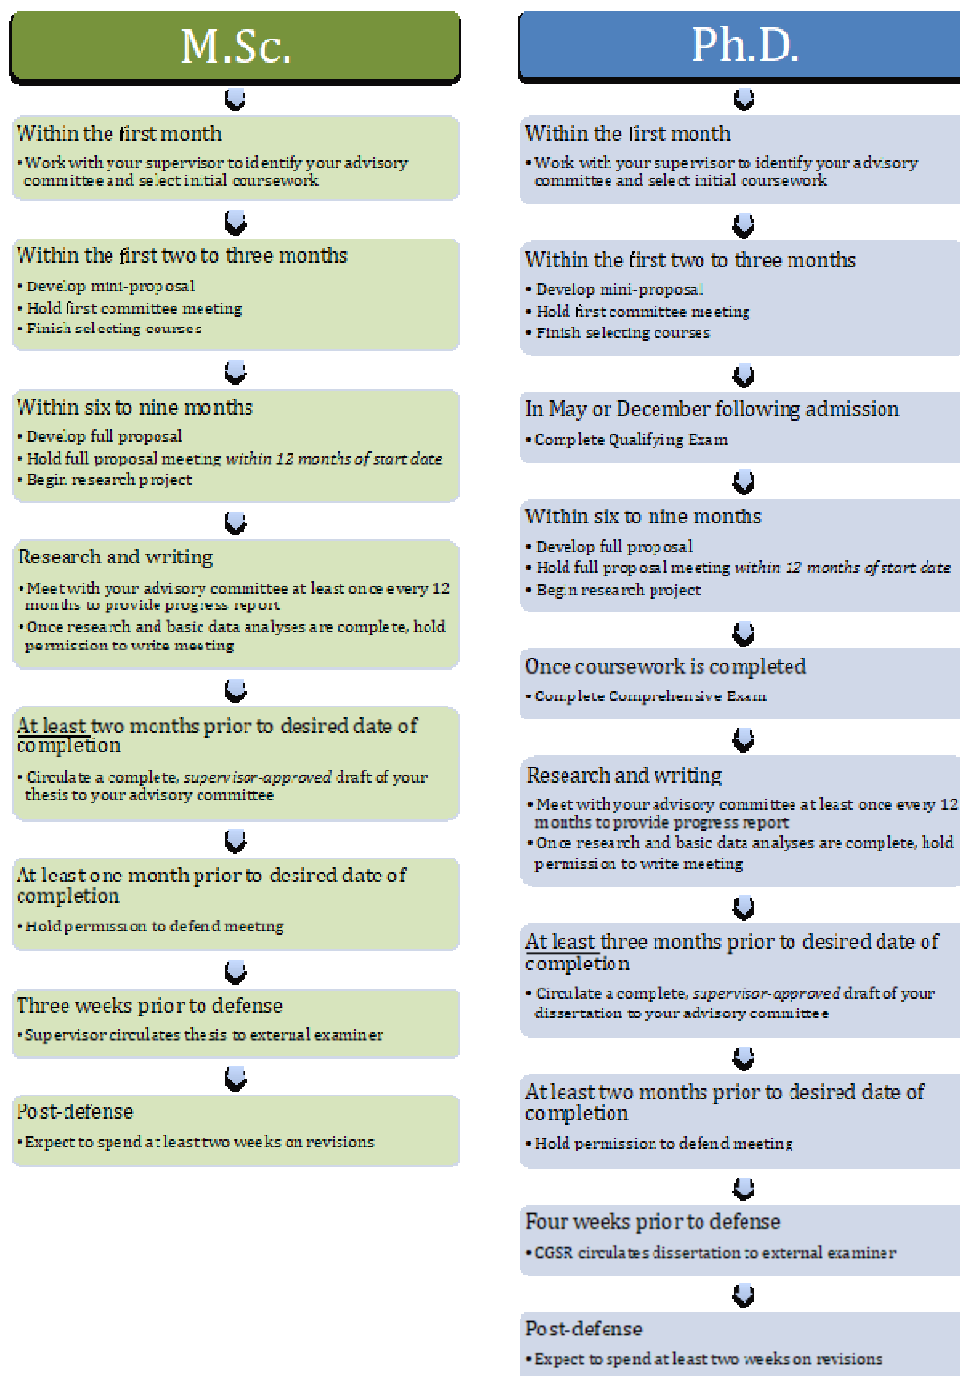 M.Sc.
Within the first month
• Work with your supervisor to identify your advisory
committee and select initial coursework
Within the first two to three months
• Develop mini-proposal
• Hold first committee meeting
• Finish selecting courses
Within six to nine months
• Develop full proposal
• Hold full proposal meeting within 12 months of start date
• Begin research project
Research and writing
• Meet with your advisory committee at least once every 12
months to provide progress report
• Once research and basic data analyses are complete, hold
permission to write meeting
At least two months prior to desired date of
completion
• Circulate a complete, supervisor-approved draft of your
thesis to your advisory committee
At least one month prior to desired date of
completion
• Hold permission to defend meeting
Three weeks prior to defense
• Supervisor circulates thesis to external examiner
Post-defense
• Expect to spend at least two weeks on revisions
Ph.D.
Within the first month
• Work with your supervisor to identify your advisory
committee and select initial coursework
Within the first two to three months
• Develop mini-proposal
• Hold first committee meeting
• Finish selecting courses
In May or December following admission
• Complete Qualifying Exam
Within six to nine months
• Develop full proposal
• Hold full proposal meeting within 12 months of start date
• Begin research project
Once coursework is completed
• Complete Comprehensive Exam
Research and writing
• Meet with your advisory committee at least once every 12
months to provide progress report
• Once research and basic data analyses are complete, hold
permission to write meeting
At least three months prior to desired date of
completion
• Circulate a complete, supervisor-approved draft of your
dissertation to your advisory committee
At least two months prior to desired date of
completion
• Hold permission to defend meeting
Four weeks prior to defense
• CGSR circulates dissertation to external examiner
Post-defense
• Expect to spend at least two weeks on revisions